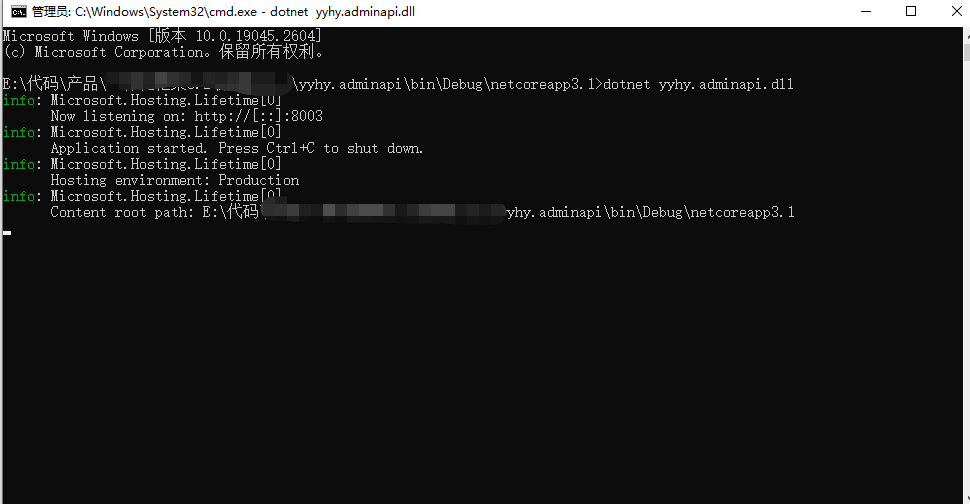 管理员: C:\Windows\System32\cmd.exe - dotnet  yyhy.adminapi.dll
Microsoft Windows [版本 10.0.19045.2604]
(c) Microsoft Corporation。保留所有权利。
E:\代码\产品\ \yyhy.adminapi\bin\Debug\netcoreapp3.1>dotnet yyhy.adminapi.dll
info: Microsoft.Hosting.Lifetime[0]
Now listening on: http://[::]:8003
info: Microsoft.Hosting.Lifetime[0]
Application started. Press Ctrl+C to shut down.
info: Microsoft.Hosting.Lifetime[0]
Hosting environment: Production
info: Microsoft.Hosting.Lifetime[0]
Content root path: E:\代码\ yyhy.adminapi\bin\Debug\netcoreapp3.1